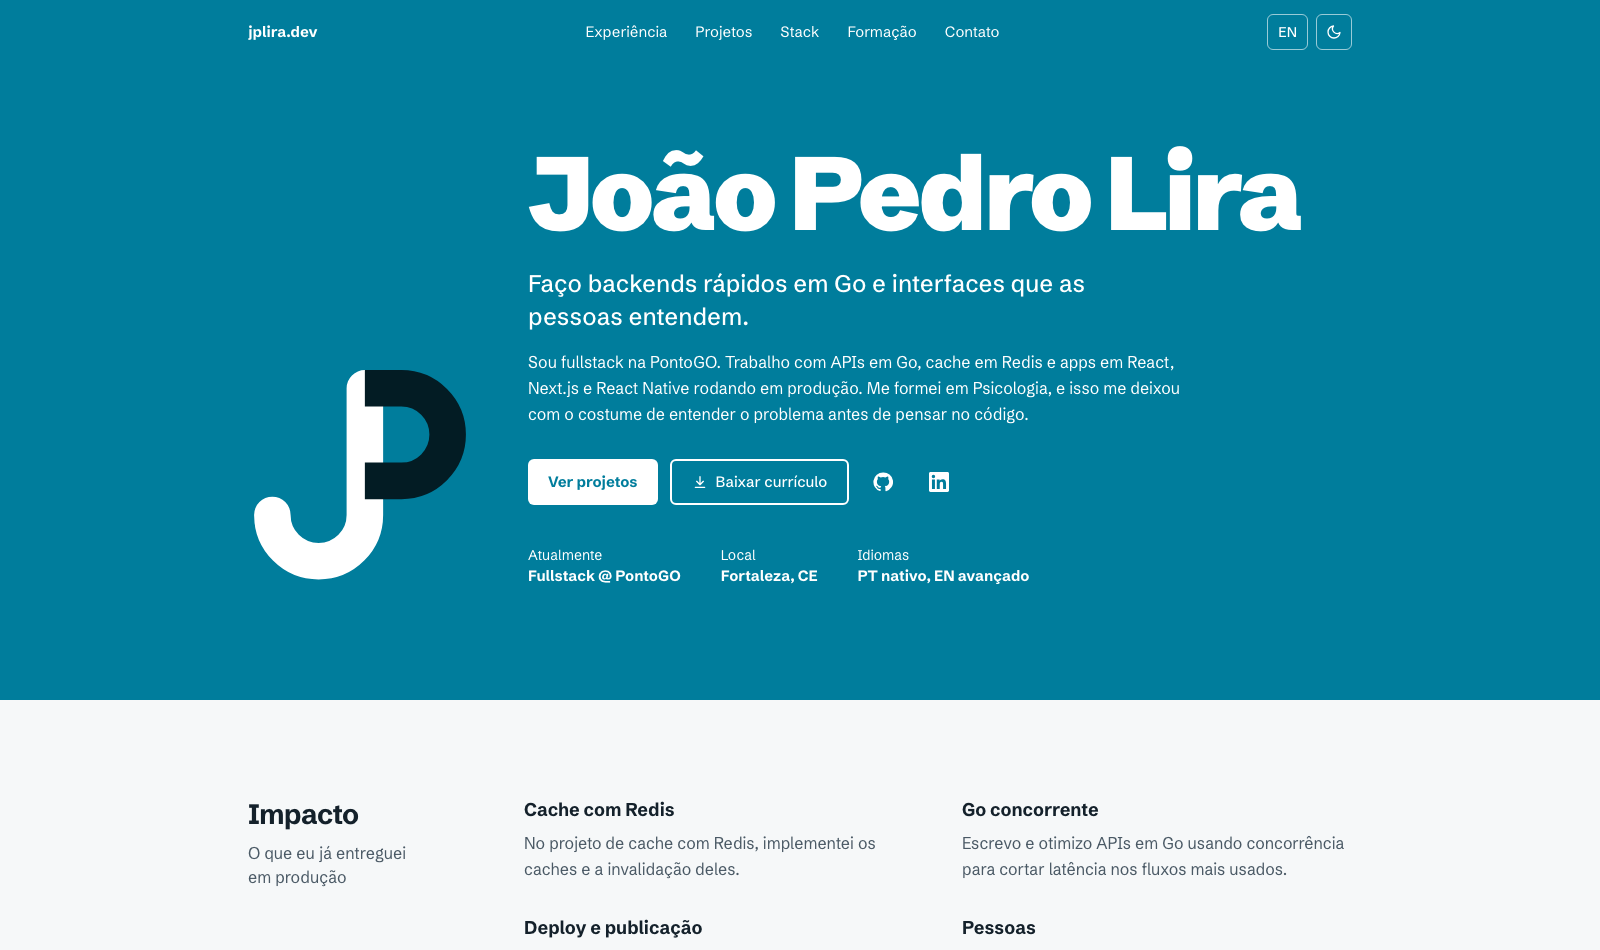 jplira.dev
Experiência
Projetos
Stack
Formação
Contato
EN
João Pedro Lira
Faço backends rápidos em Go e interfaces que as
pessoas entendem.
Sou fullstack na PontoGO. Trabalho com APIs em Go, cache em Redis e apps em React,
Next.js e React Native rodando em produção. Me formei em Psicologia, e isso me deixou
com o costume de entender o problema antes de pensar no código.
JP
Ver projetos
Baixar currículo
in
Atualmente
Fullstack @ PontoGO
Local
Fortaleza, CE
Idiomas
PT nativo, EN avançado
Impacto
O que eu já entreguei
em produção
Cache com Redis
No projeto de cache com Redis, implementei os
caches e a invalidação deles.
Go concorrente
Escrevo e otimizo APIs em Go usando concorrência
para cortar latência nos fluxos mais usados.
Deploy e publicação
Pessoas